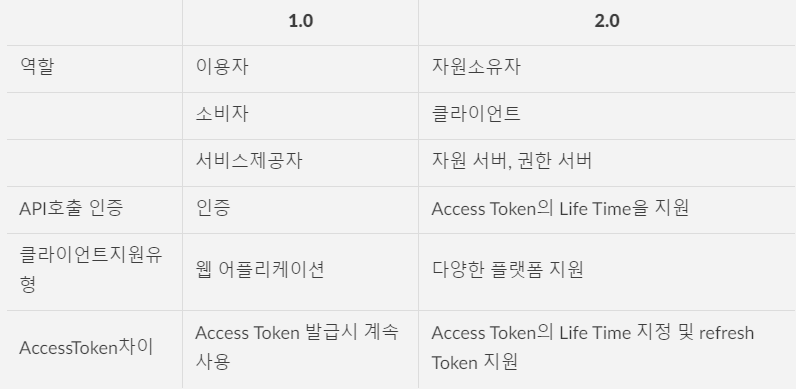 1.0 2.0
역할 이용자 자원소유자
소비자 클라이언트
서비스제공자 자원 서버, 권한 서버
API호출 인증 인증 Access Token의 Life Time을 지원
클라이언트지원유
형 웹 어플리케이션 다양한 플랫폼 지원
AccessToken차이 Access Token 발급시 계속
사용 Access Token의 Life Time 지정 및 refresh
Token 지원